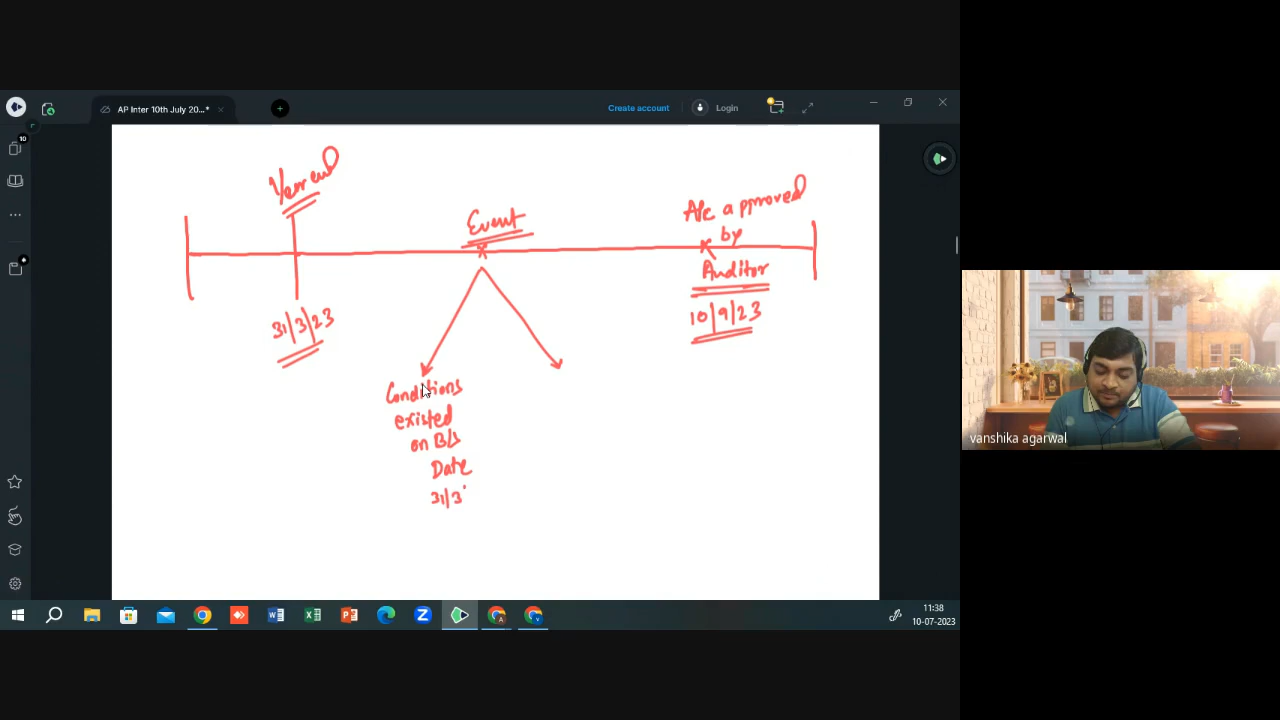 AP Inter 10th July 20...*
Create account
Login
10
Year end
Event
A/c approved
by
Auditor
31/3/23
10/9/23
Conditions
existed
on B/s
Date
31/3
vanshika agarwal
11:38
10-07-2023